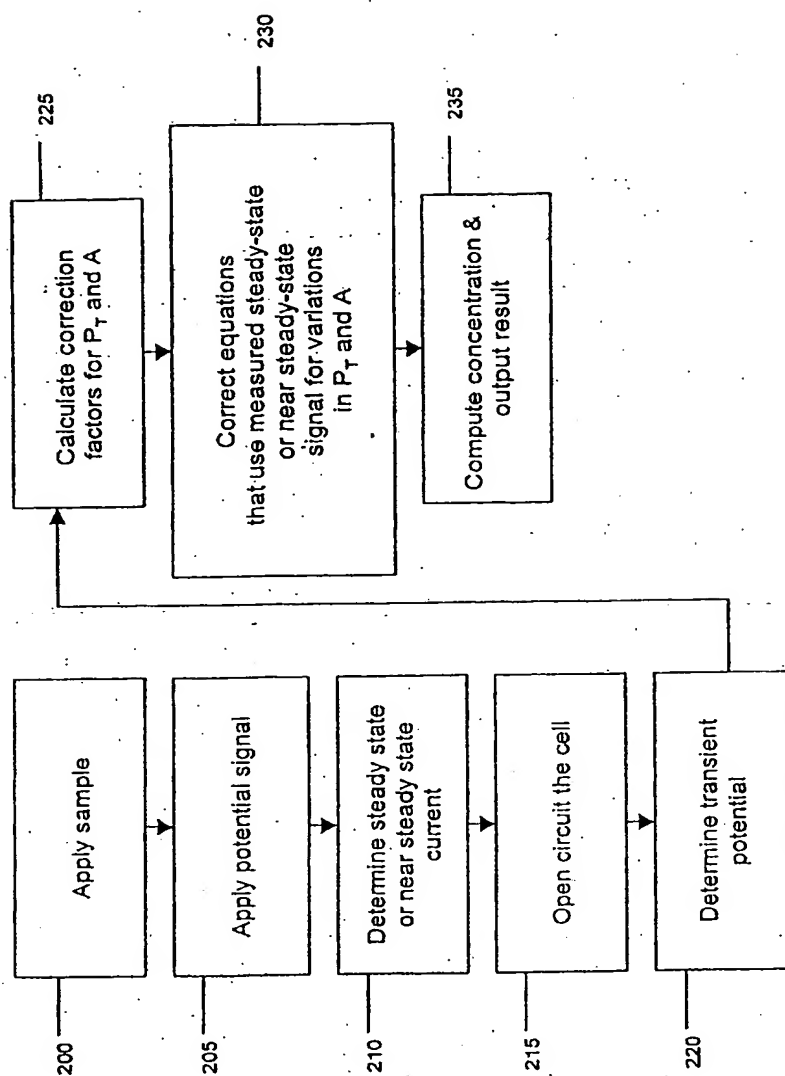 200
Apply sample
205
Apply potential signal
210
Determine steady state
or near steady state
current
215
Open circuit the cell
220
Determine transient
potential
225
Calculate correction
factors for P_T and A
230
Correct equations
that use measured steady-state
or near steady-state
signal for variations
in P_T and A
235
Compute concentration &
output result